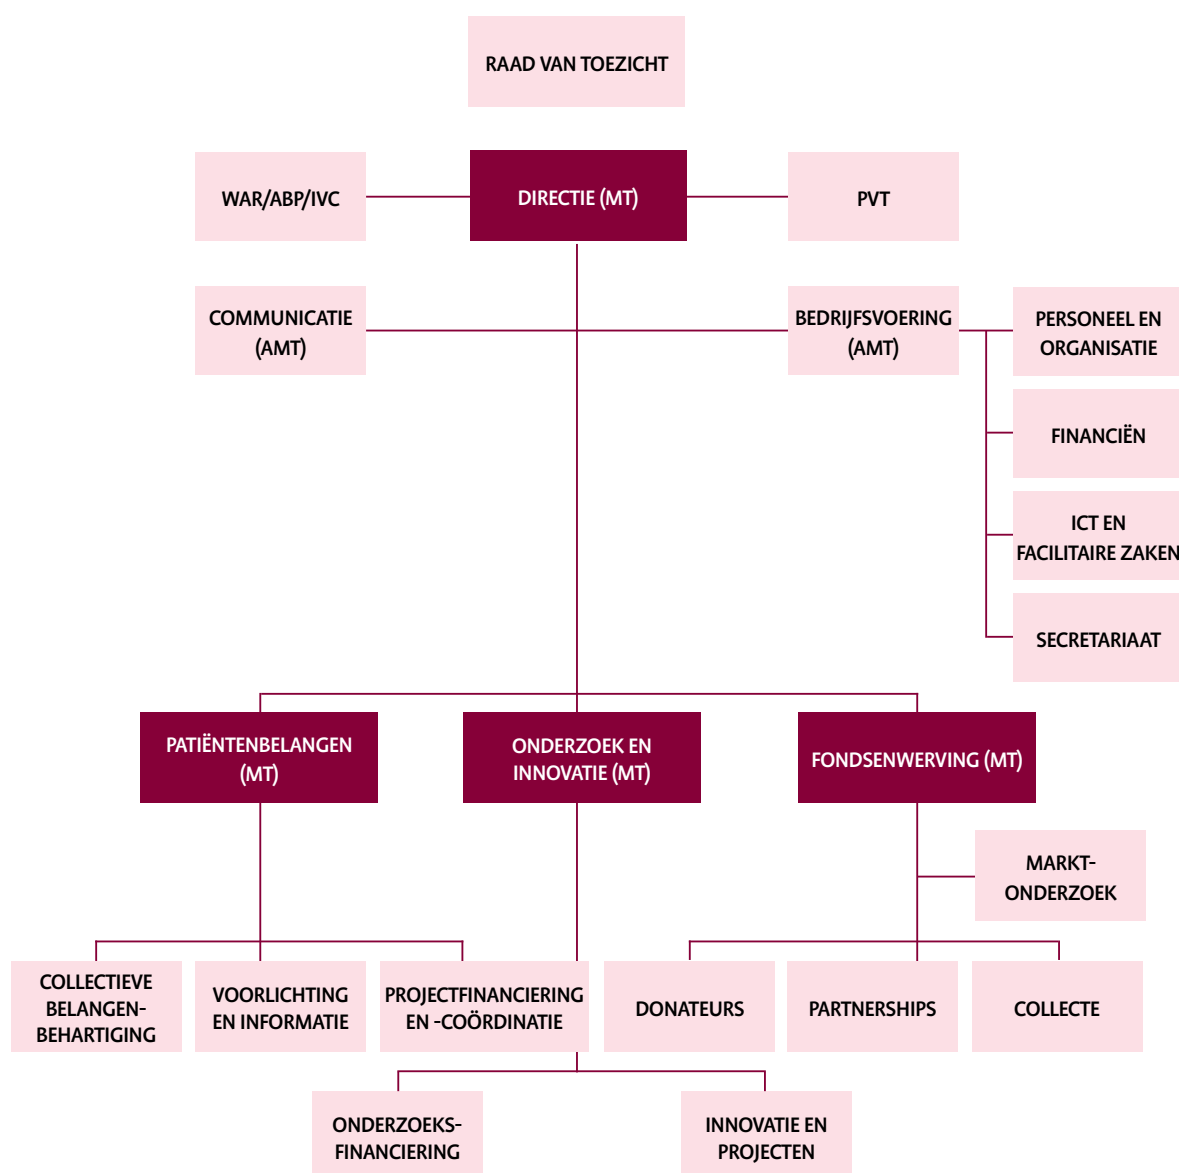 RAAD VAN TOEZICHT
WAR/ABP/IVC
DIRECTIE (MT)
PVT
COMMUNICATIE
(AMT)
BEDRIJFSVOERING
(AMT)
PERSONEEL EN
ORGANISATIE
FINANCIËN
ICT EN
FACILITAIRE ZAKEN
SECRETARIAAT
PATIËNTENBELANGEN
(MT)
ONDERZOEK EN
INNOVATIE (MT)
FONDSENWERVING (MT)
MARKT-
ONDERZOEK
COLLECTIEVE
BELANGEN-
BEHARTIGING
VOORLICHTING
EN INFORMATIE
PROJECTFINANCIERING
EN -COÖRDINATIE
DONATEURS
PARTNERSHIPS
COLLECTE
ONDERZOEKS-
FINANCIERING
INNOVATIE EN
PROJECTEN